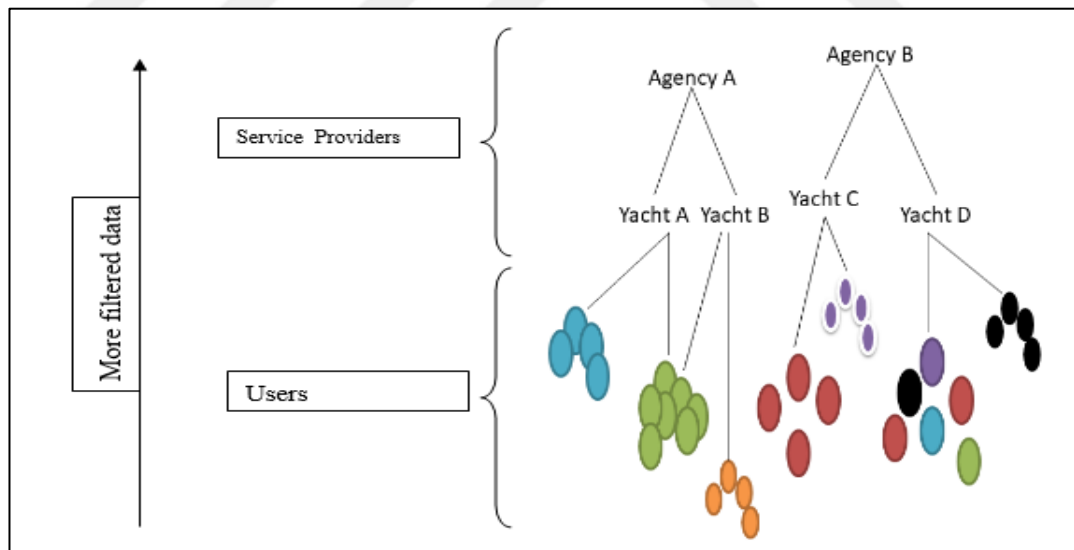 Agency A
Agency B
Service Providers
Yacht A
Yacht B
Yacht C
Yacht D
More filtered data
Users